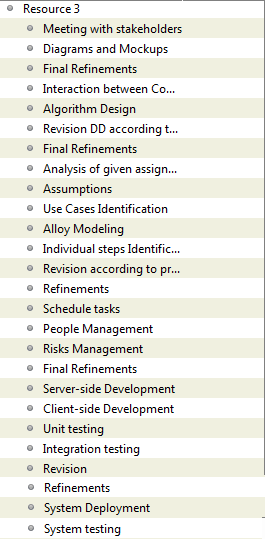 Resource 3
Meeting with stakeholders
Diagrams and Mockups
Final Refinements
Interaction between Co...
Algorithm Design
Revision DD according t...
Final Refinements
Analysis of given assign...
Assumptions
Use Cases Identification
Alloy Modeling
Individual steps Identific...
Revision according to pr...
Refinements
Schedule tasks
People Management
Risks Management
Final Refinements
Server-side Development
Client-side Development
Unit testing
Integration testing
Revision
Refinements
System Deployment
System testing